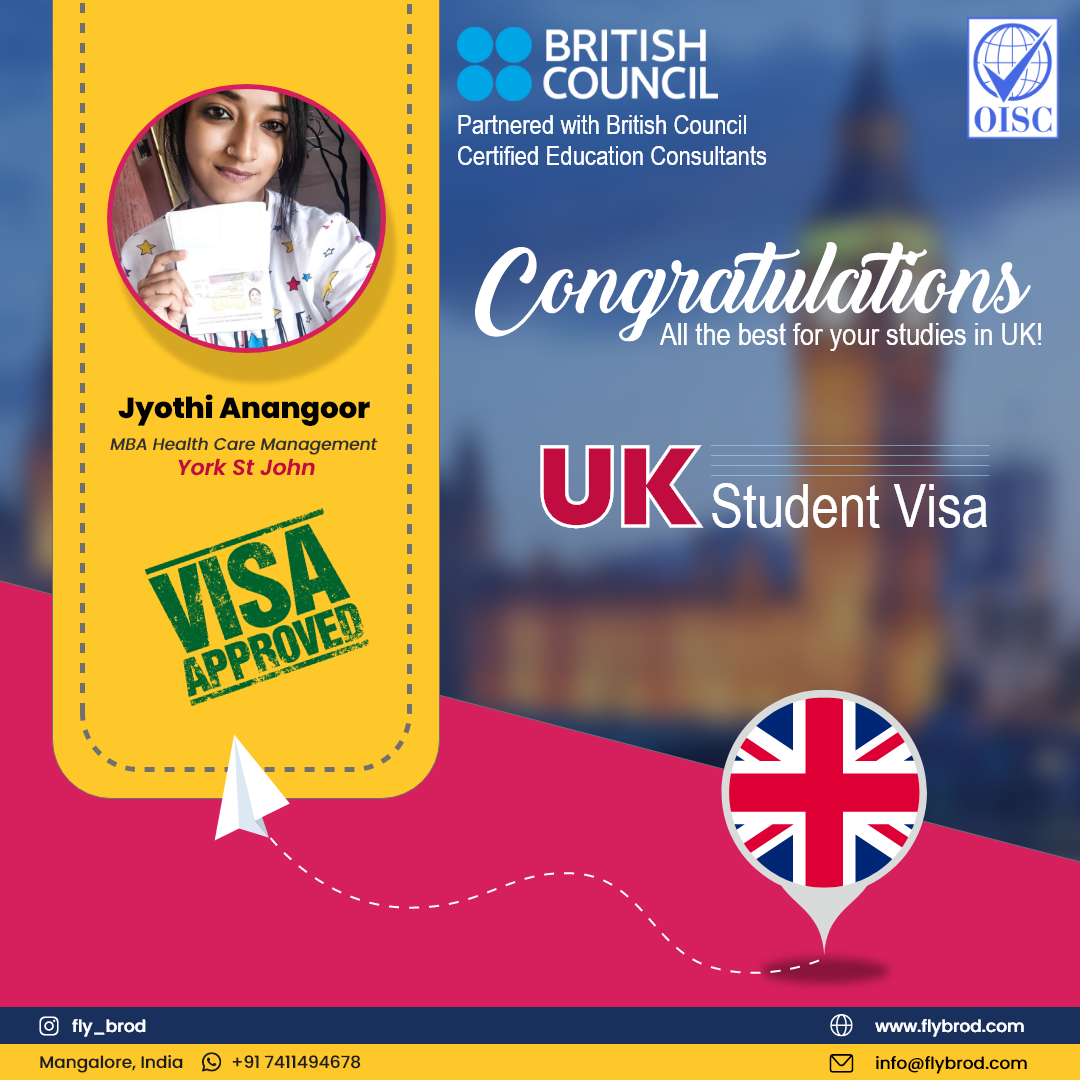 BRITISH
COUNCIL
Partnered with British Council
Certified Education Consultants
OISC
Congratulations
All the best for your studies in UK!
Jyothi Anangoor
MBA Health Care Management
York St John
UK Student Visa
VISA
APPROVED
fly_brod
www.flybrod.com
Mangalore, India +91 7411494678
info@flybrod.com